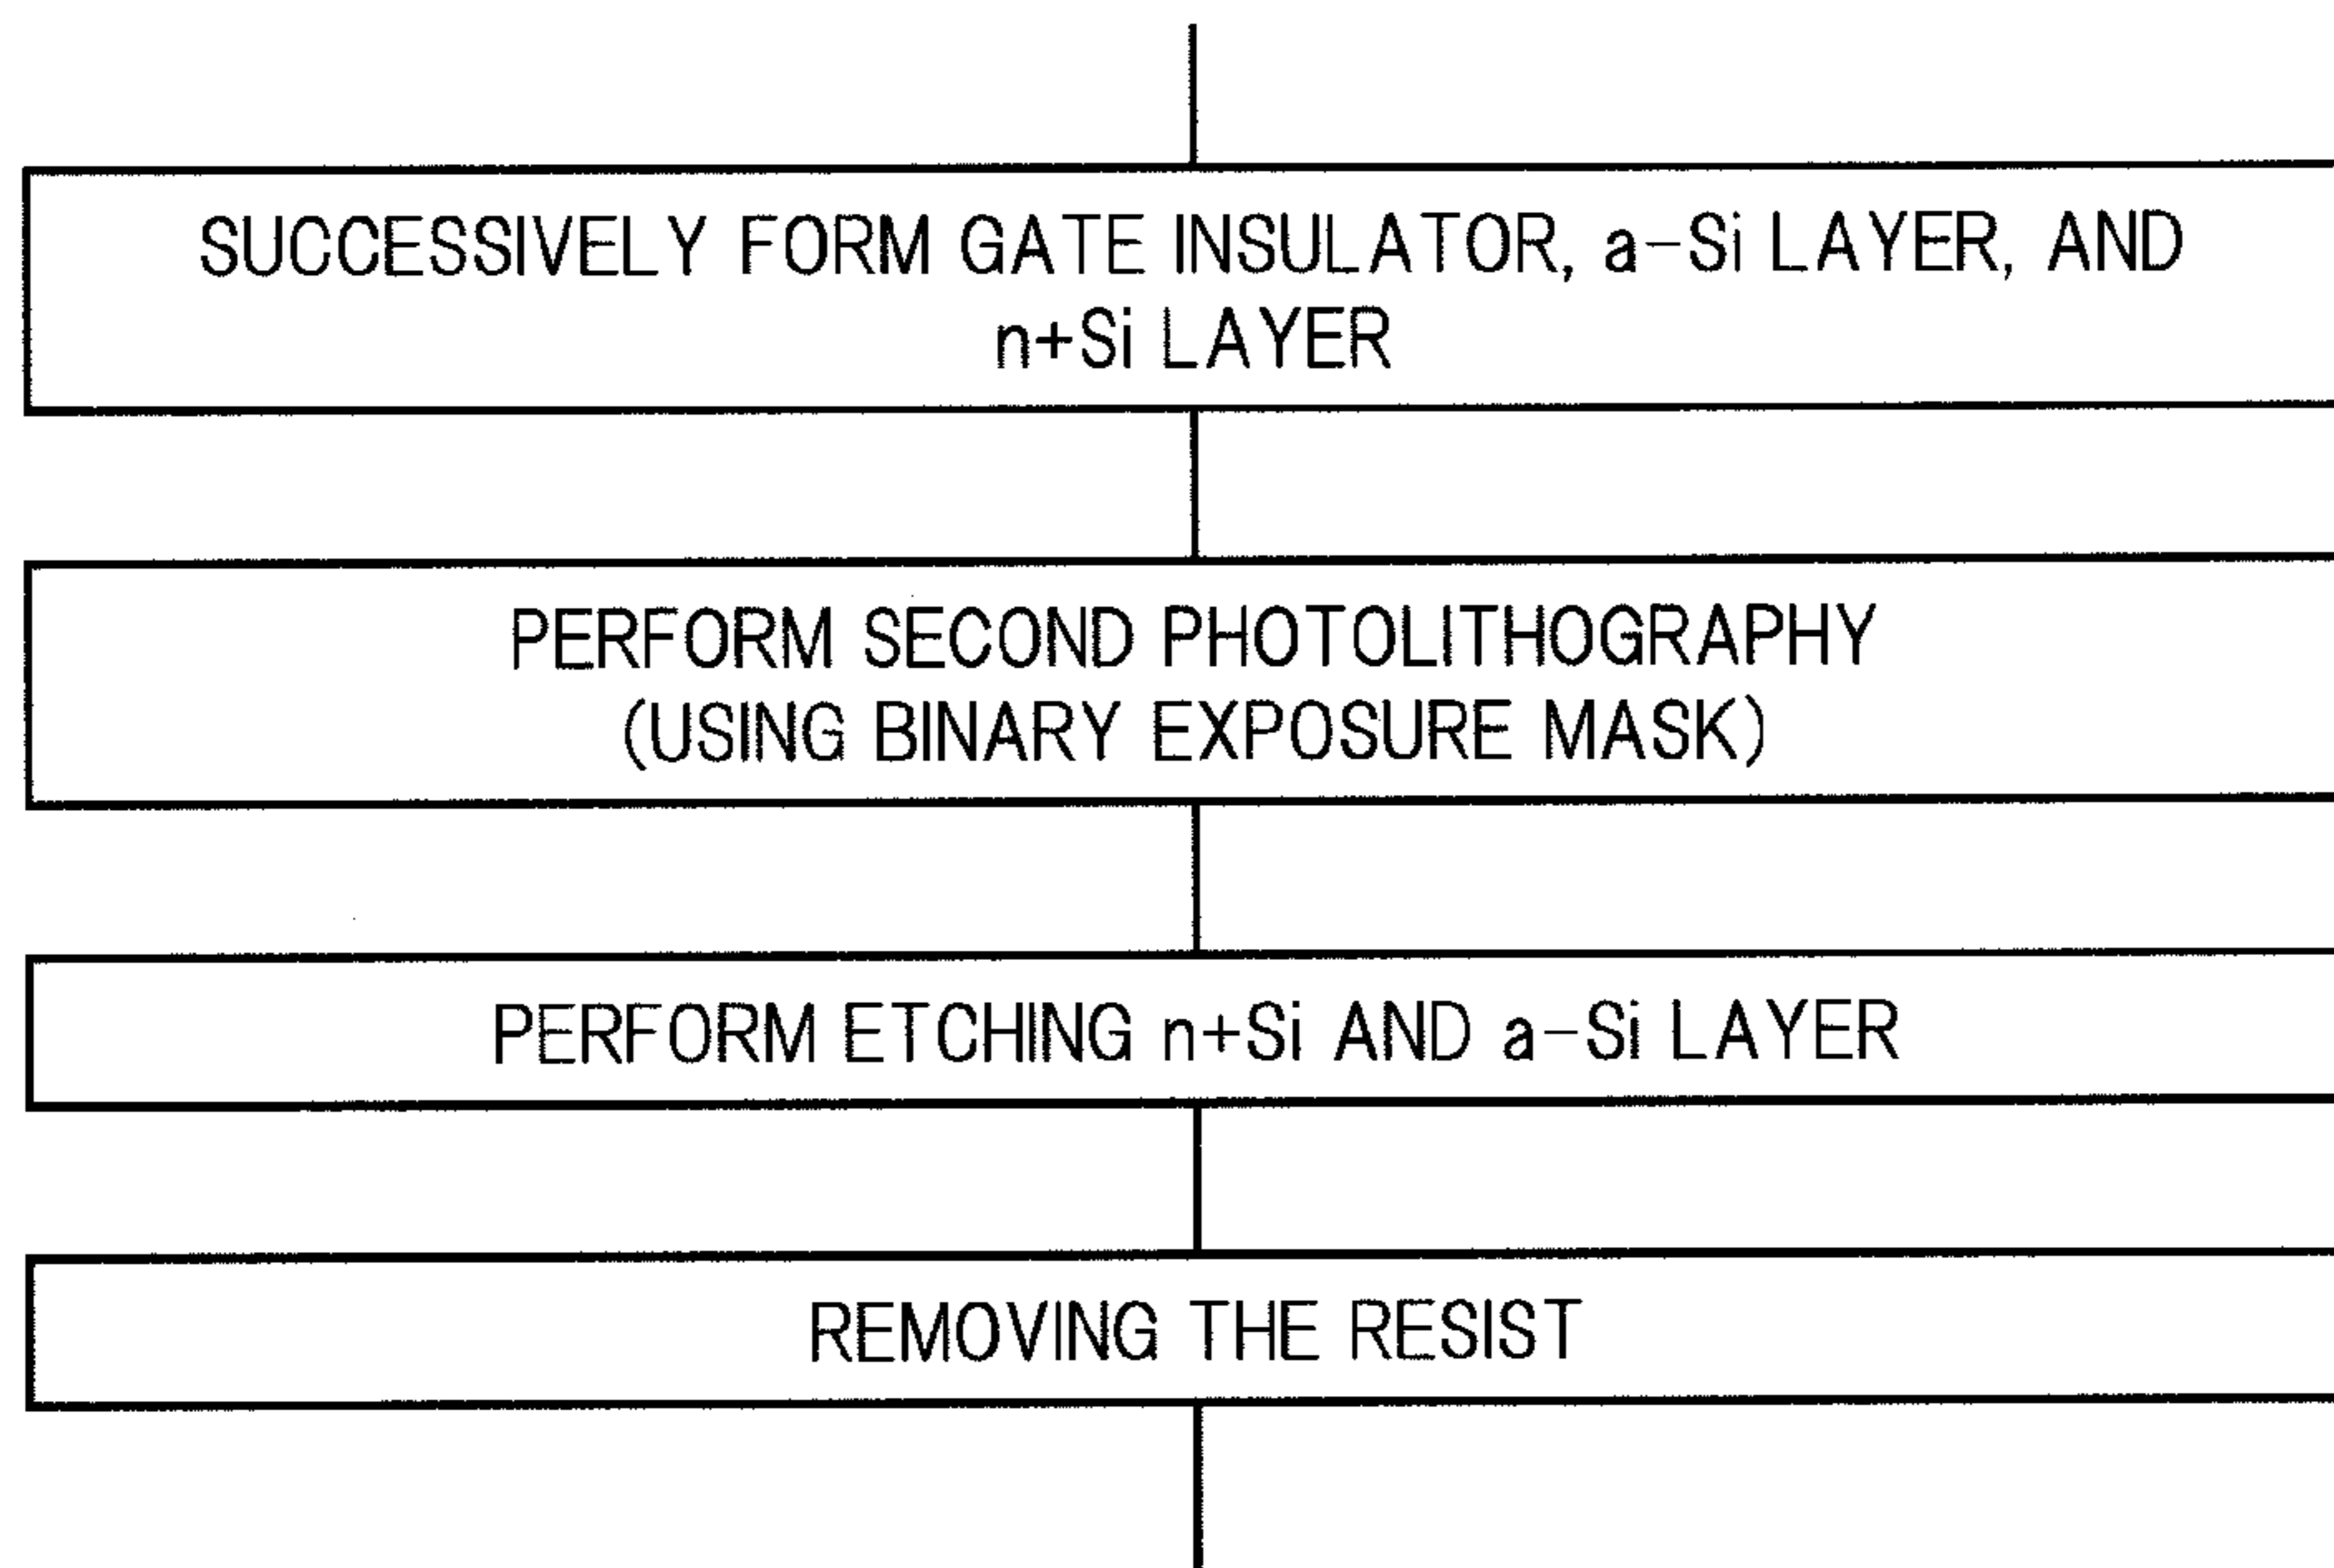 SUCCESSIVELY FORM GATE INSULATOR, a-Si LAYER, AND
n+Si LAYER
PERFORM SECOND PHOTOLITHOGRAPHY
(USING BINARY EXPOSURE MASK)
PERFORM ETCHING n+Si AND a-Si LAYER
REMOVING THE RESIST